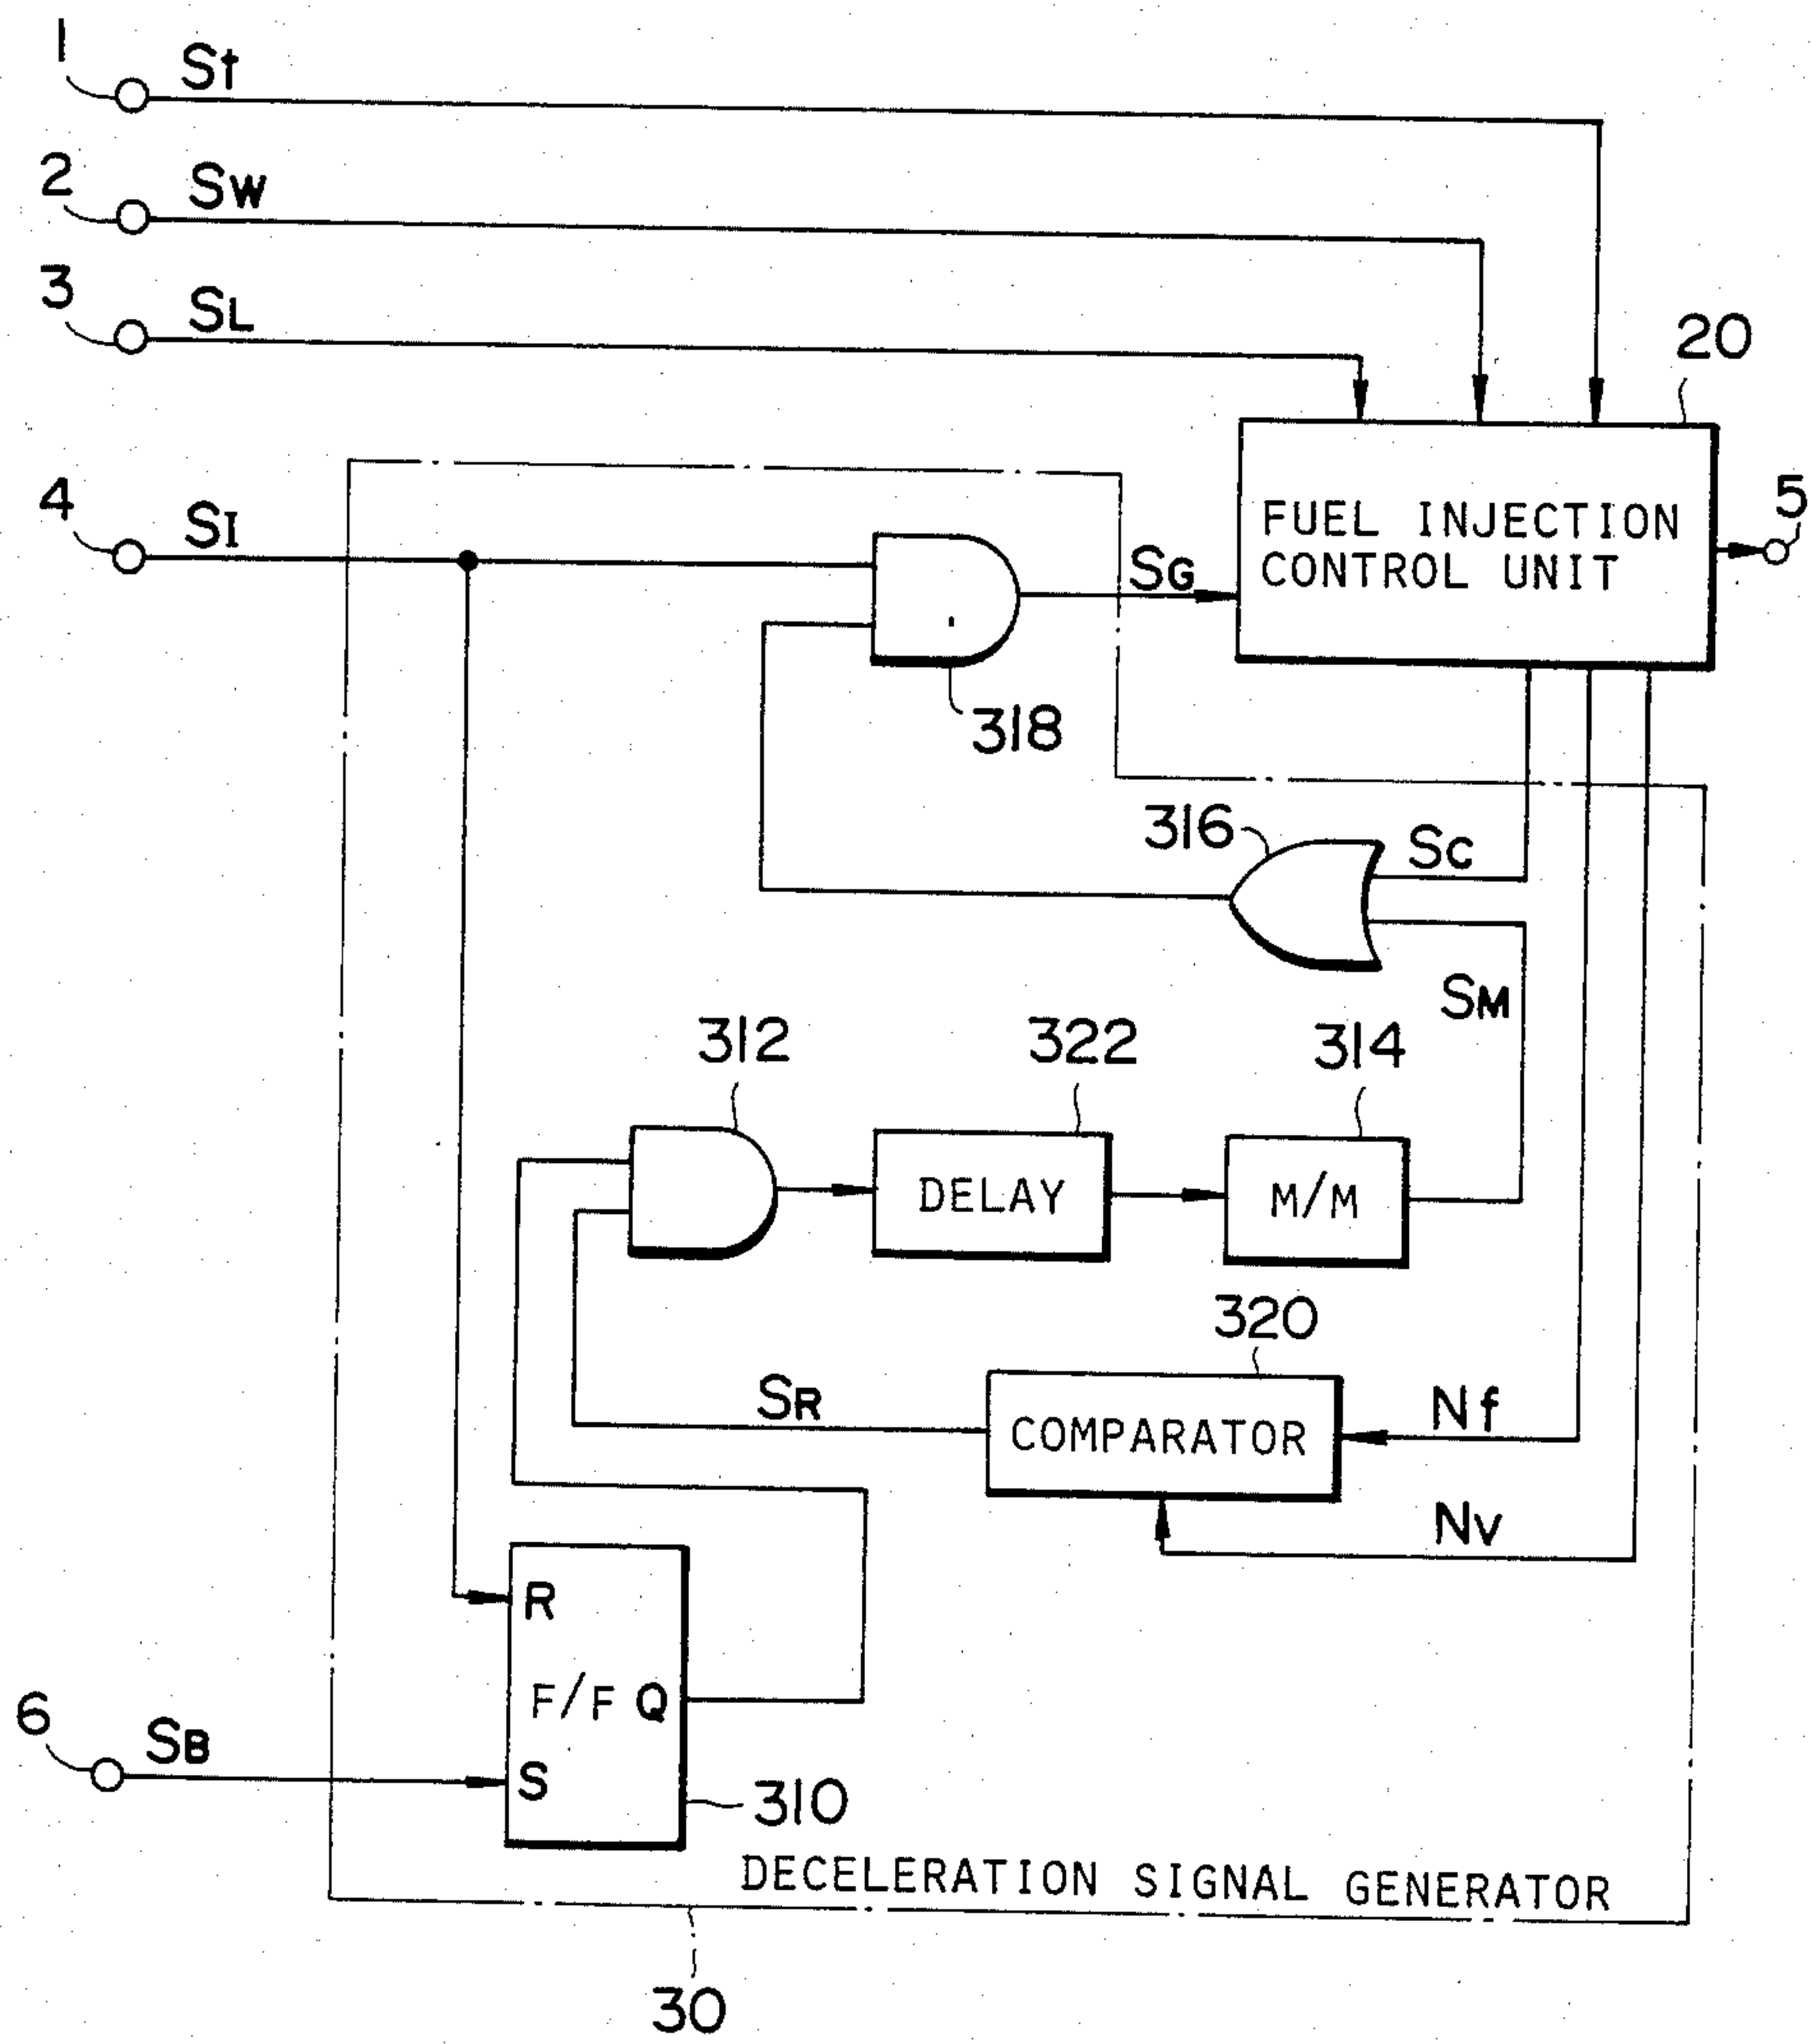 1
St
2
SW
3
SL
20
4
SI
FUEL INJECTION
CONTROL UNIT
5
SG
318
316
SC
SM
312
322
314
DELAY
M/M
320
SR
COMPARATOR
Nf
NV
R
F/F Q
6
SB
S
310
DECELERATION SIGNAL GENERATOR
30